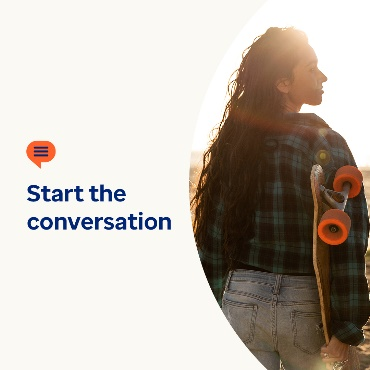 Start the
conversation